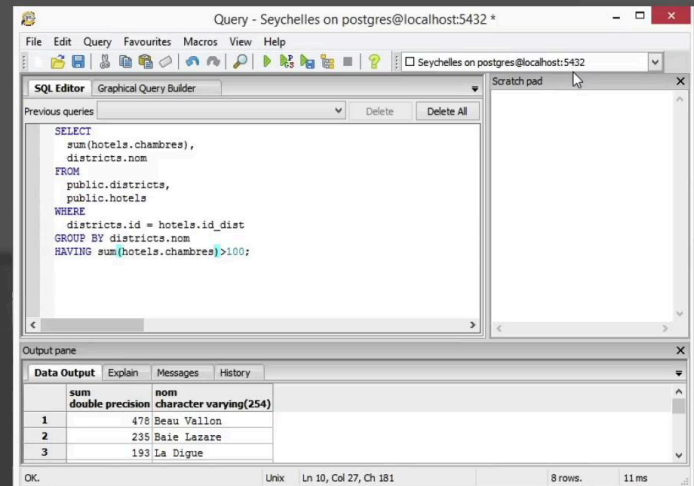 Query - Seychelles on postgres@localhost:5432 *
File Edit Query Favourites Macros View Help
Seychelles on postgres@localhost:5432
SQL Editor Graphical Query Builder
Scratch pad
Previous queries Delete Delete All
SELECT
sum(hotels.chambres),
districts.nom
FROM
public.districts,
public.hotels
WHERE
districts.id = hotels.id_dist
GROUP BY districts.nom
HAVING sum(hotels.chambres)>100;
Output pane
Data Output Explain Messages History
sum nom
double precision character varying(254)
1 478 Beau Vallon
2 235 Baie Lazare
3 193 La Digue
OK. Unix Ln 10, Col 27, Ch 181 8 rows. 11 ms